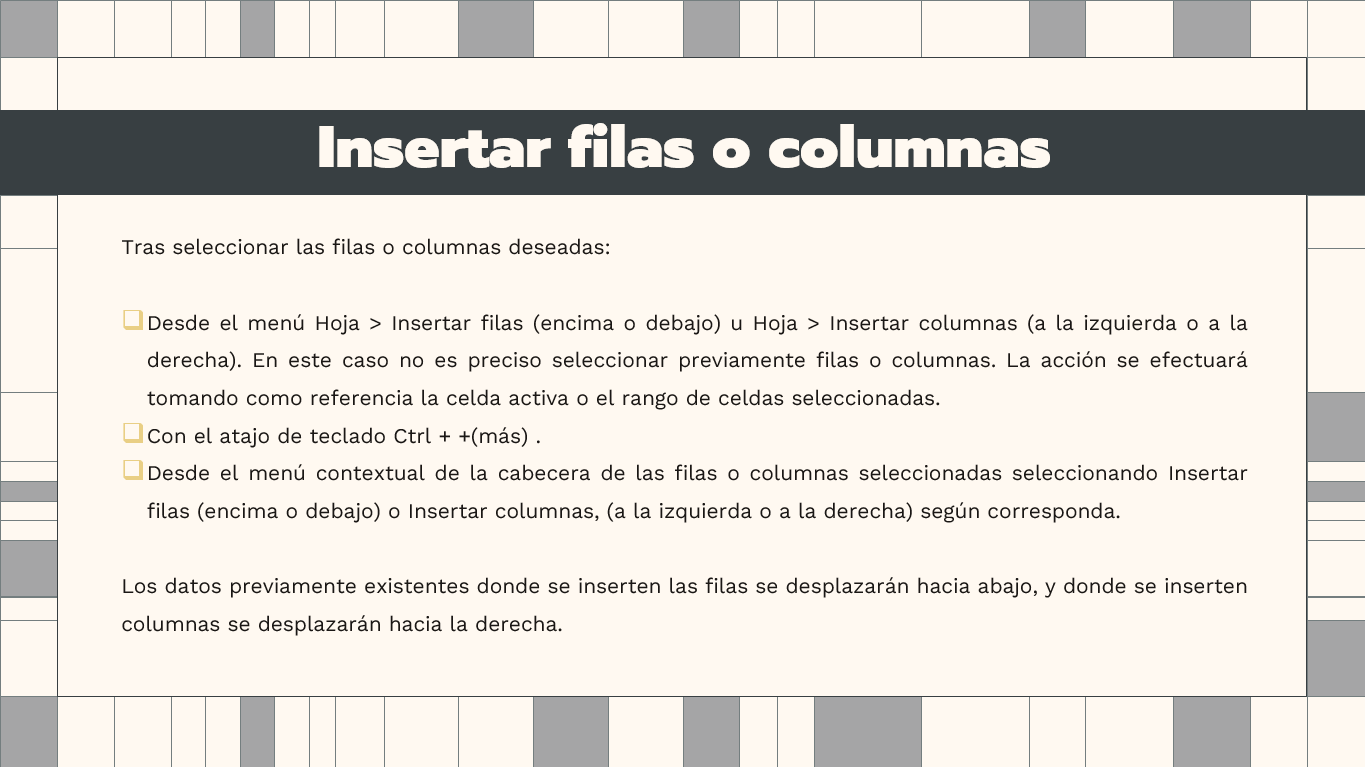 Insertar filas o columnas
Tras seleccionar las filas o columnas deseadas:
❑Desde el menú Hoja > Insertar filas (encima o debajo) u Hoja > Insertar columnas (a la izquierda o a la
derecha). En este caso no es preciso seleccionar previamente filas o columnas. La acción se efectuará
tomando como referencia la celda activa o el rango de celdas seleccionadas.
❑Con el atajo de teclado Ctrl + +(más) .
❑Desde el menú contextual de la cabecera de las filas o columnas seleccionadas seleccionando Insertar
filas (encima o debajo) o Insertar columnas, (a la izquierda o a la derecha) según corresponda.
Los datos previamente existentes donde se inserten las filas se desplazarán hacia abajo, y donde se inserten
columnas se desplazarán hacia la derecha.